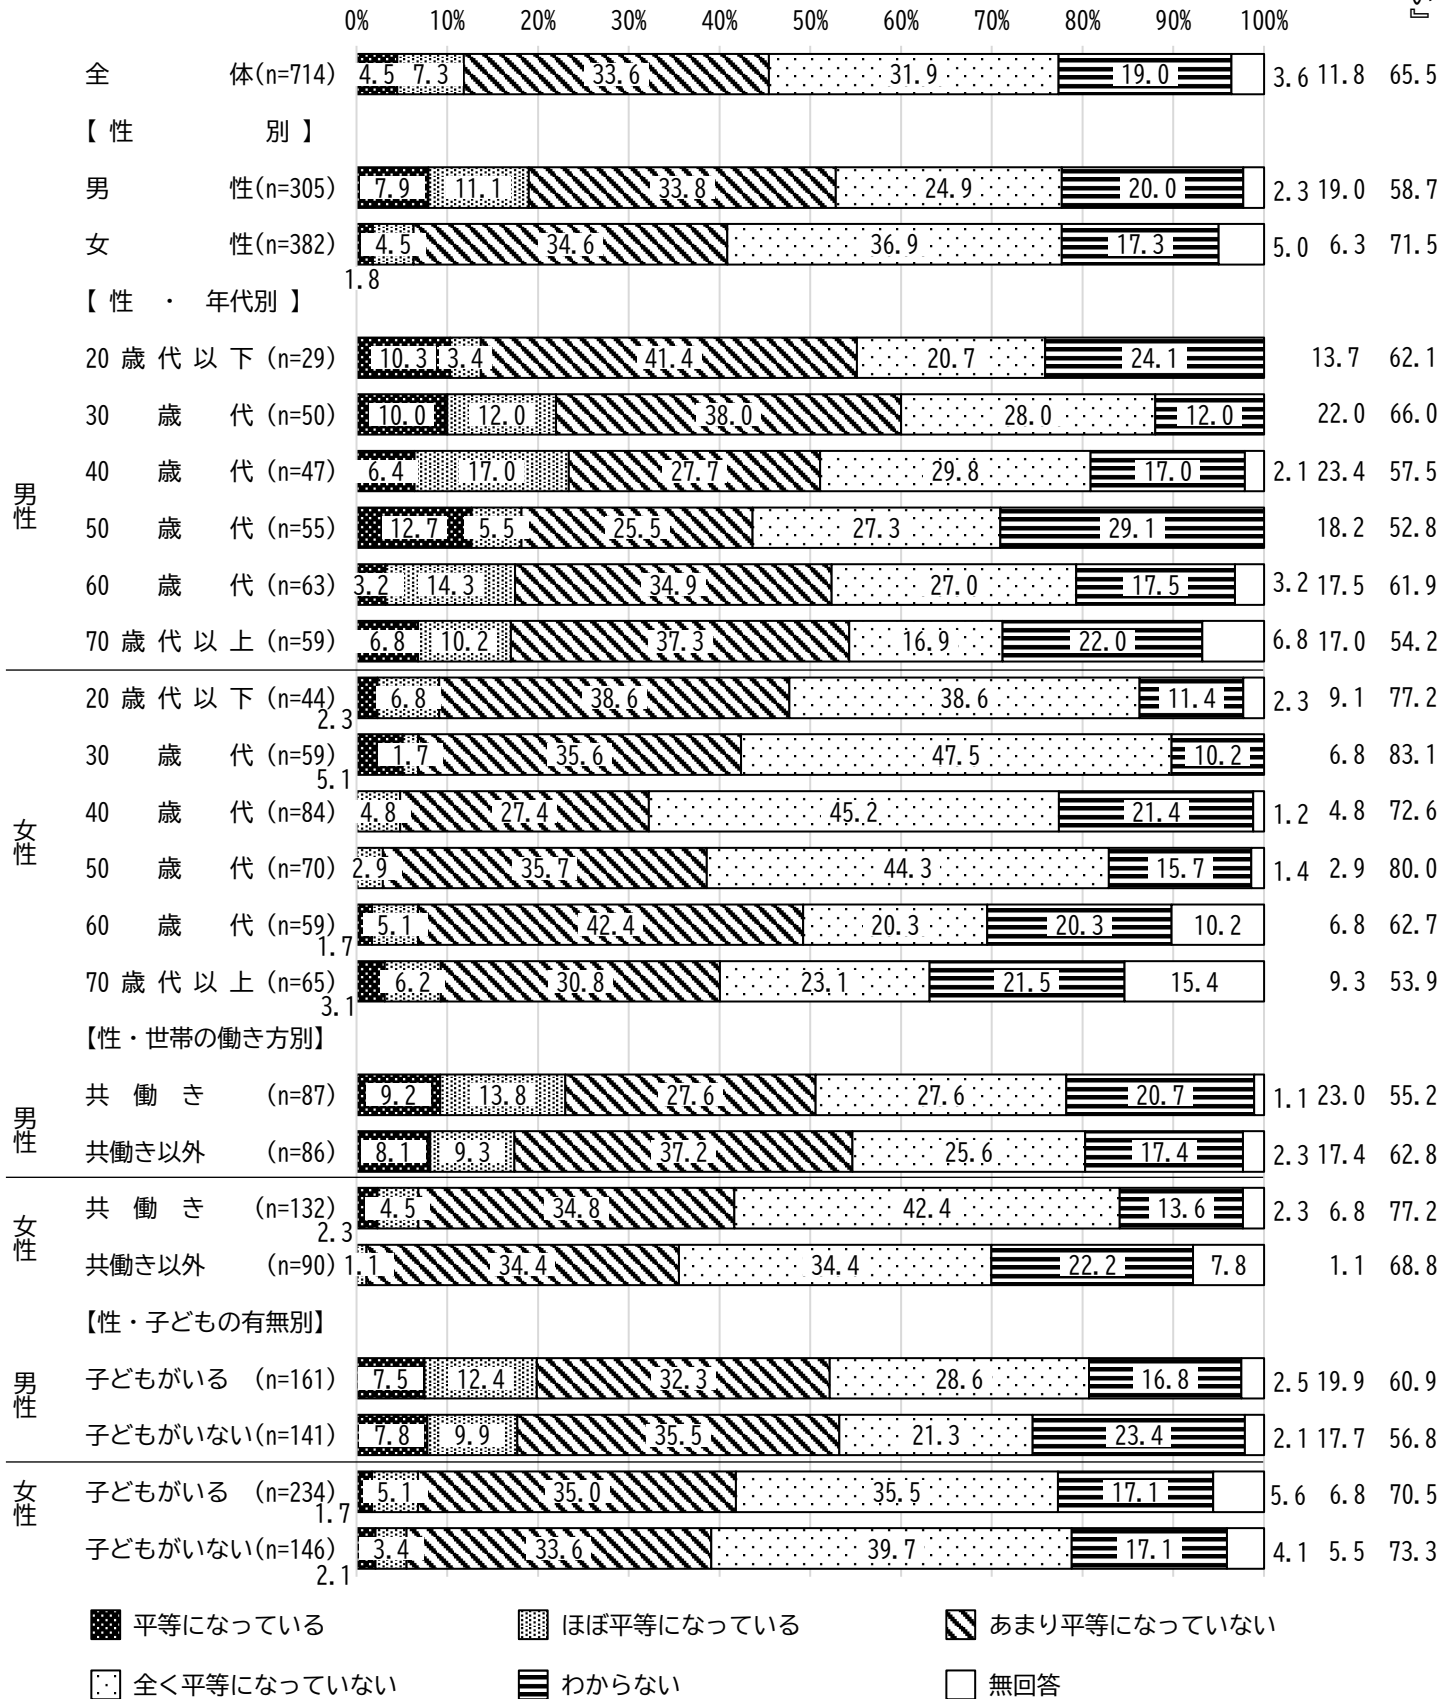 0% 10% 20% 30% 40% 50% 60% 70% 80% 90% 100%
全 体(n=714) 4.5 7.3 33.6 31.9 19.0 3.6 11.8 65.5
【 性 別 】
男 性(n=305) 7.9 11.1 33.8 24.9 20.0 2.3 19.0 58.7
女 性(n=382) 1.8 4.5 34.6 36.9 17.3 5.0 6.3 71.5
【 性 ・ 年代別 】
男性
20 歳 代 以 下 (n=29) 10.3 3.4 41.4 20.7 24.1 13.7 62.1
30 歳 代 (n=50) 10.0 12.0 38.0 28.0 12.0 22.0 66.0
40 歳 代 (n=47) 6.4 17.0 27.7 29.8 17.0 2.1 23.4 57.5
50 歳 代 (n=55) 12.7 5.5 25.5 27.3 29.1 18.2 52.8
60 歳 代 (n=63) 3.2 14.3 34.9 27.0 17.5 3.2 17.5 61.9
70 歳 代 以 上 (n=59) 6.8 10.2 37.3 16.9 22.0 6.8 17.0 54.2
女性
20 歳 代 以 下 (n=44) 2.3 6.8 38.6 38.6 11.4 2.3 9.1 77.2
30 歳 代 (n=59) 5.1 1.7 35.6 47.5 10.2 6.8 83.1
40 歳 代 (n=84) 4.8 27.4 45.2 21.4 1.2 4.8 72.6
50 歳 代 (n=70) 2.9 35.7 44.3 15.7 1.4 2.9 80.0
60 歳 代 (n=59) 1.7 5.1 42.4 20.3 20.3 10.2 6.8 62.7
70 歳 代 以 上 (n=65) 3.1 6.2 30.8 23.1 21.5 15.4 9.3 53.9
【性・世帯の働き方別】
男性
共 働 き (n=87) 9.2 13.8 27.6 27.6 20.7 1.1 23.0 55.2
共働き以外 (n=86) 8.1 9.3 37.2 25.6 17.4 2.3 17.4 62.8
女性
共 働 き (n=132) 2.3 4.5 34.8 42.4 13.6 2.3 6.8 77.2
共働き以外 (n=90) 1.1 34.4 34.4 22.2 7.8 1.1 68.8
【性・子どもの有無別】
男性
子どもがいる (n=161) 7.5 12.4 32.3 28.6 16.8 2.5 19.9 60.9
子どもがいない(n=141) 7.8 9.9 35.5 21.3 23.4 2.1 17.7 56.8
女性
子どもがいる (n=234) 1.7 5.1 35.0 35.5 17.1 5.6 6.8 70.5
子どもがいない(n=146) 2.1 3.4 33.6 39.7 17.1 4.1 5.5 73.3
平等になっている ほぼ平等になっている あまり平等になっていない
全く平等になっていない わからない 無回答